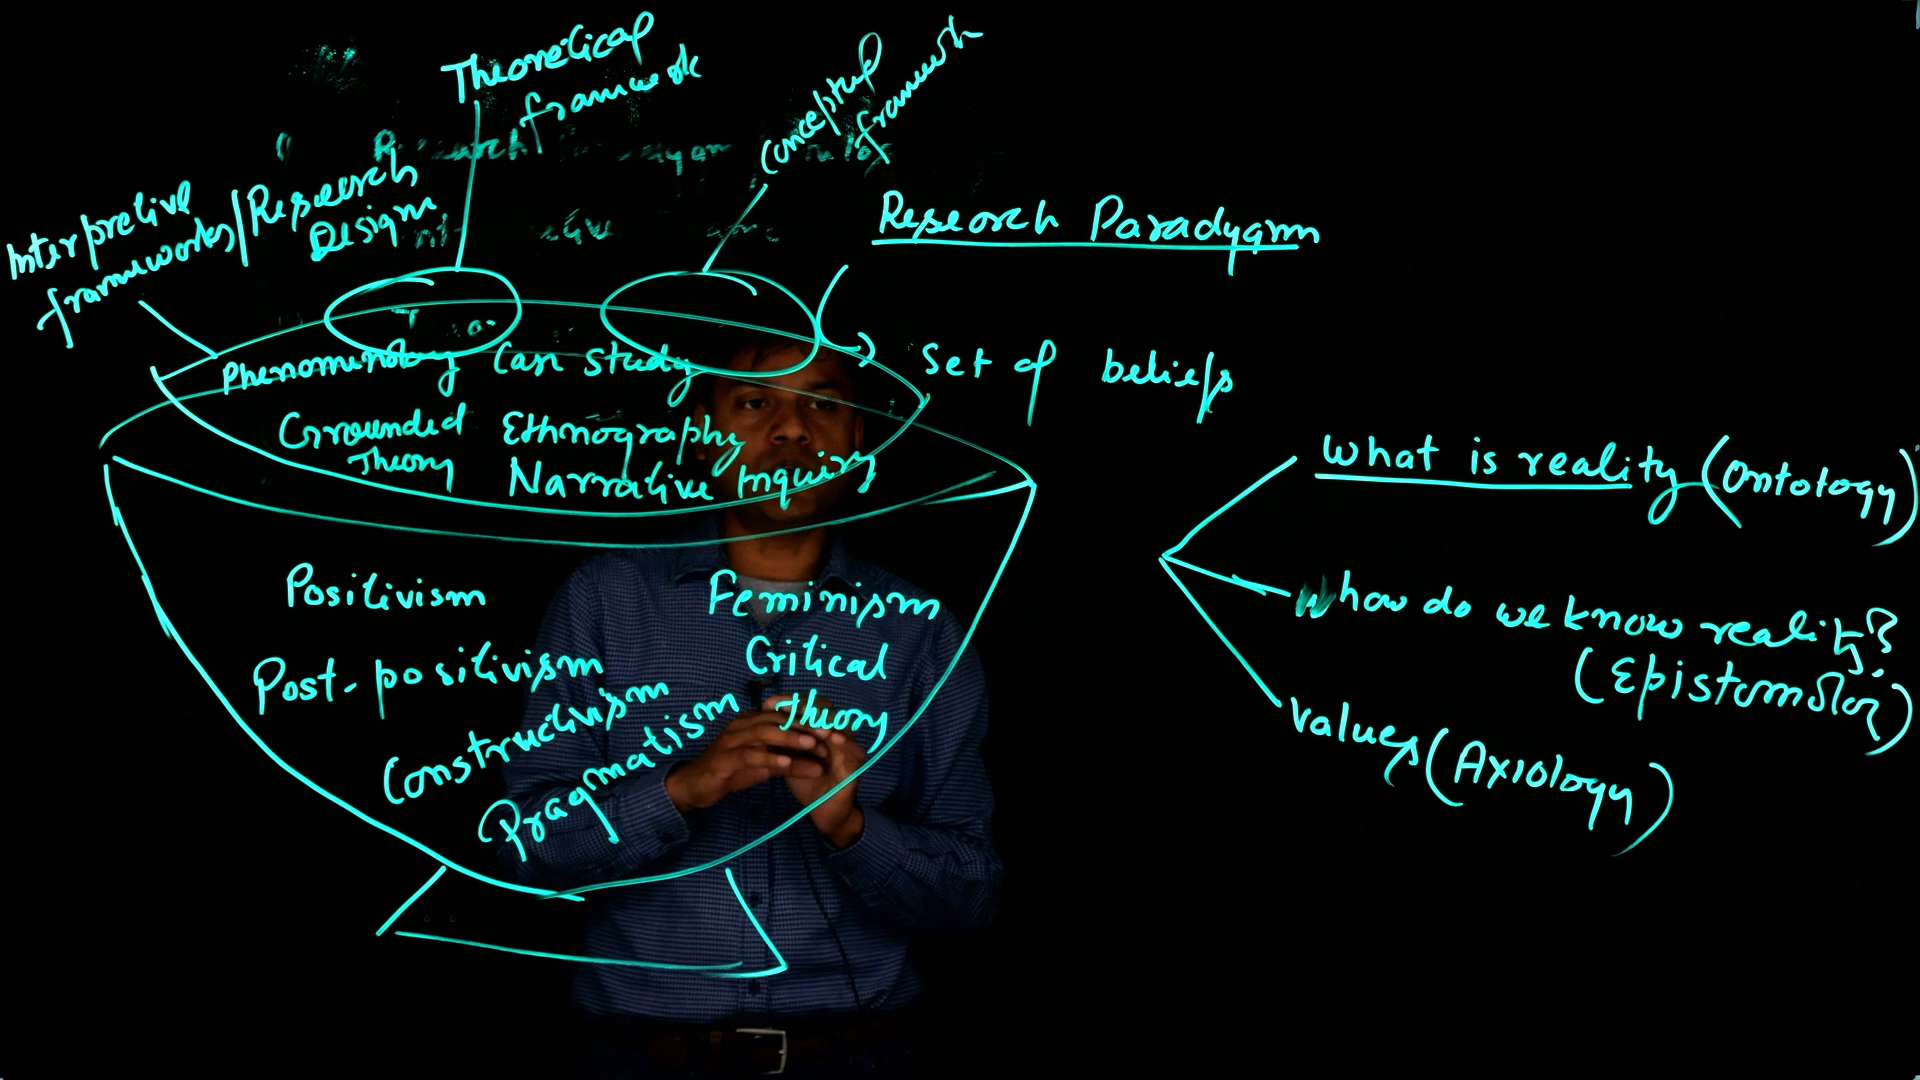 Theoretical
framework
Conceptual
framework
Interpretive
frameworks/Research
Design
Research Paradygm
Set of beliefs
Phenomenology Case study
Grounded Ethnography
Theory Narrative Inquiry
What is reality (Ontology)
how do we know reality?
(Epistomology)
values (Axiology)
Positivism Feminism
Post-positivism Critical
Theory
Constructivism
Pragmatism